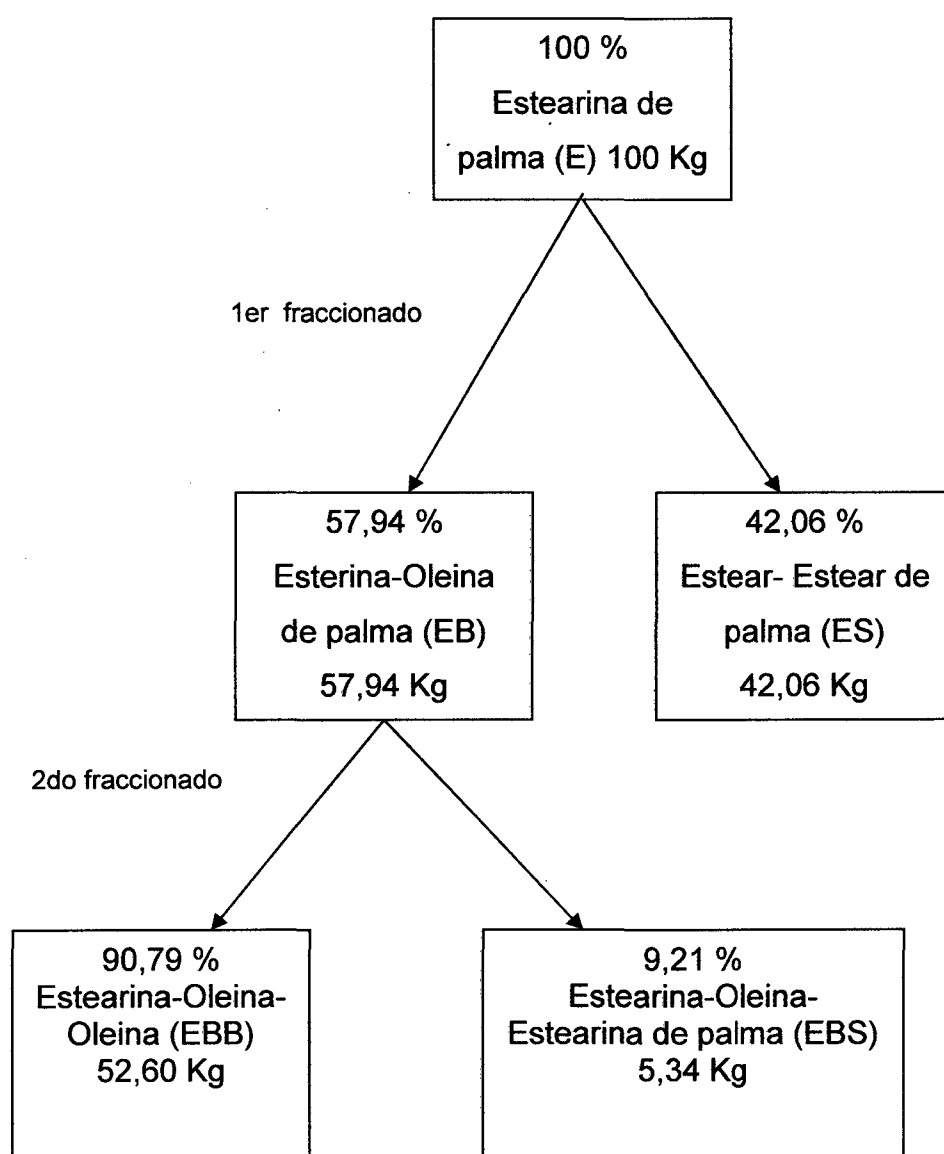 100 %
Estearina de
palma (E) 100 Kg
1er fraccionado
57,94 %
Esterina-Oleina
de palma (EB)
57,94 Kg
42,06 %
Estear- Estear de
palma (ES)
42,06 Kg
2do fraccionado
90,79 %
Estearina-Oleina-
Oleina (EBB)
52,60 Kg
9,21 %
Estearina-Oleina-
Estearina de palma (EBS)
5,34 Kg